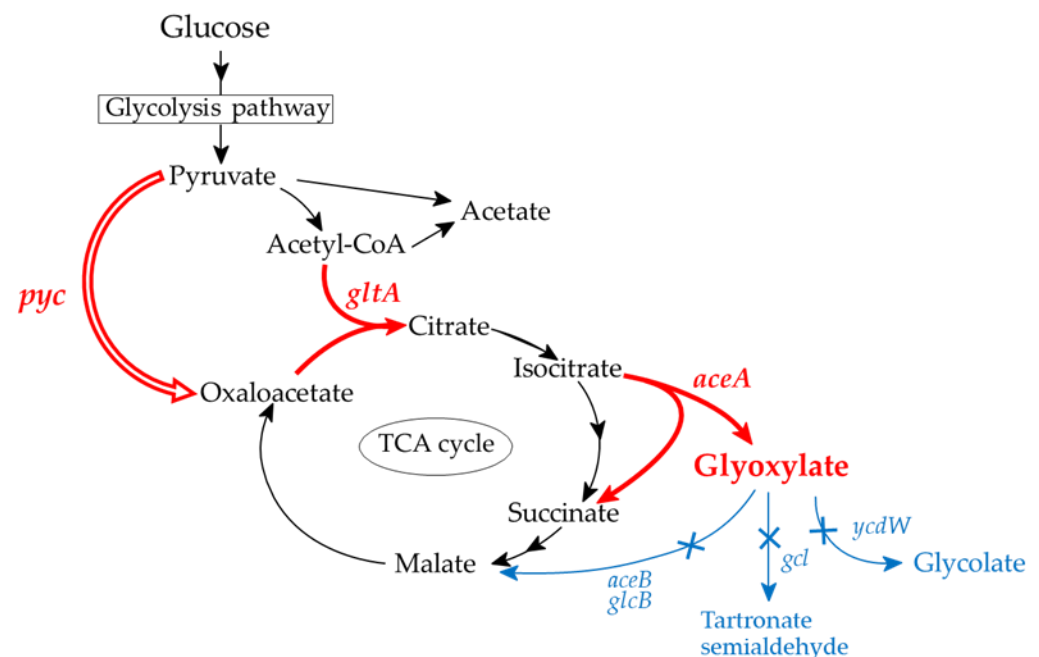 Glucose
Glycolysis pathway
Pyruvate
Acetate
Acetyl-CoA
pyc
gltA
Citrate
Isocitrate
aceA
Oxaloacetate
TCA cycle
Glyoxylate
Succinate
ycdW
Malate
gcl
Glycolate
aceB
glcB
Tartronate
semialdehyde